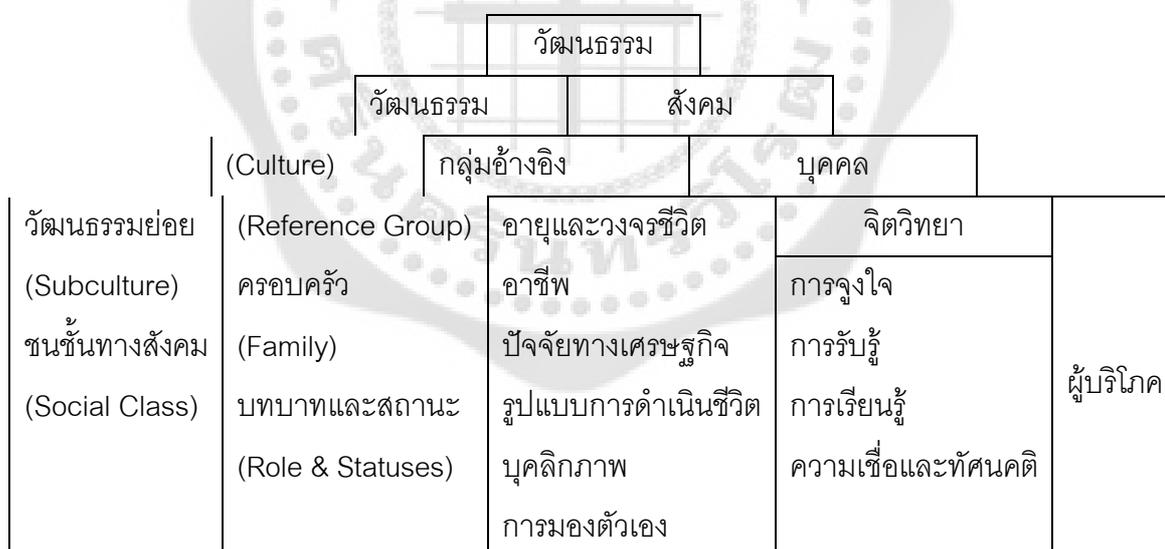 วัฒนธรรม
วัฒนธรรม สังคม
(Culture) กลุ่มอ้างอิง บุคคล
วัฒนธรรมย่อย (Reference Group) อายุและวงจรชีวิต จิตวิทยา
(Subculture) ครอบครัว อาชีพ การจูงใจ
ชนชั้นทางสังคม (Family) ปัจจัยทางเศรษฐกิจ การรับรู้
ผู้บริโภค
(Social Class) บทบาทและสถานะ รูปแบบการดำเนินชีวิต การเรียนรู้
(Role & Statuses) บุคลิกภาพ ความเชื่อและทัศนคติ
การมองตัวเอง